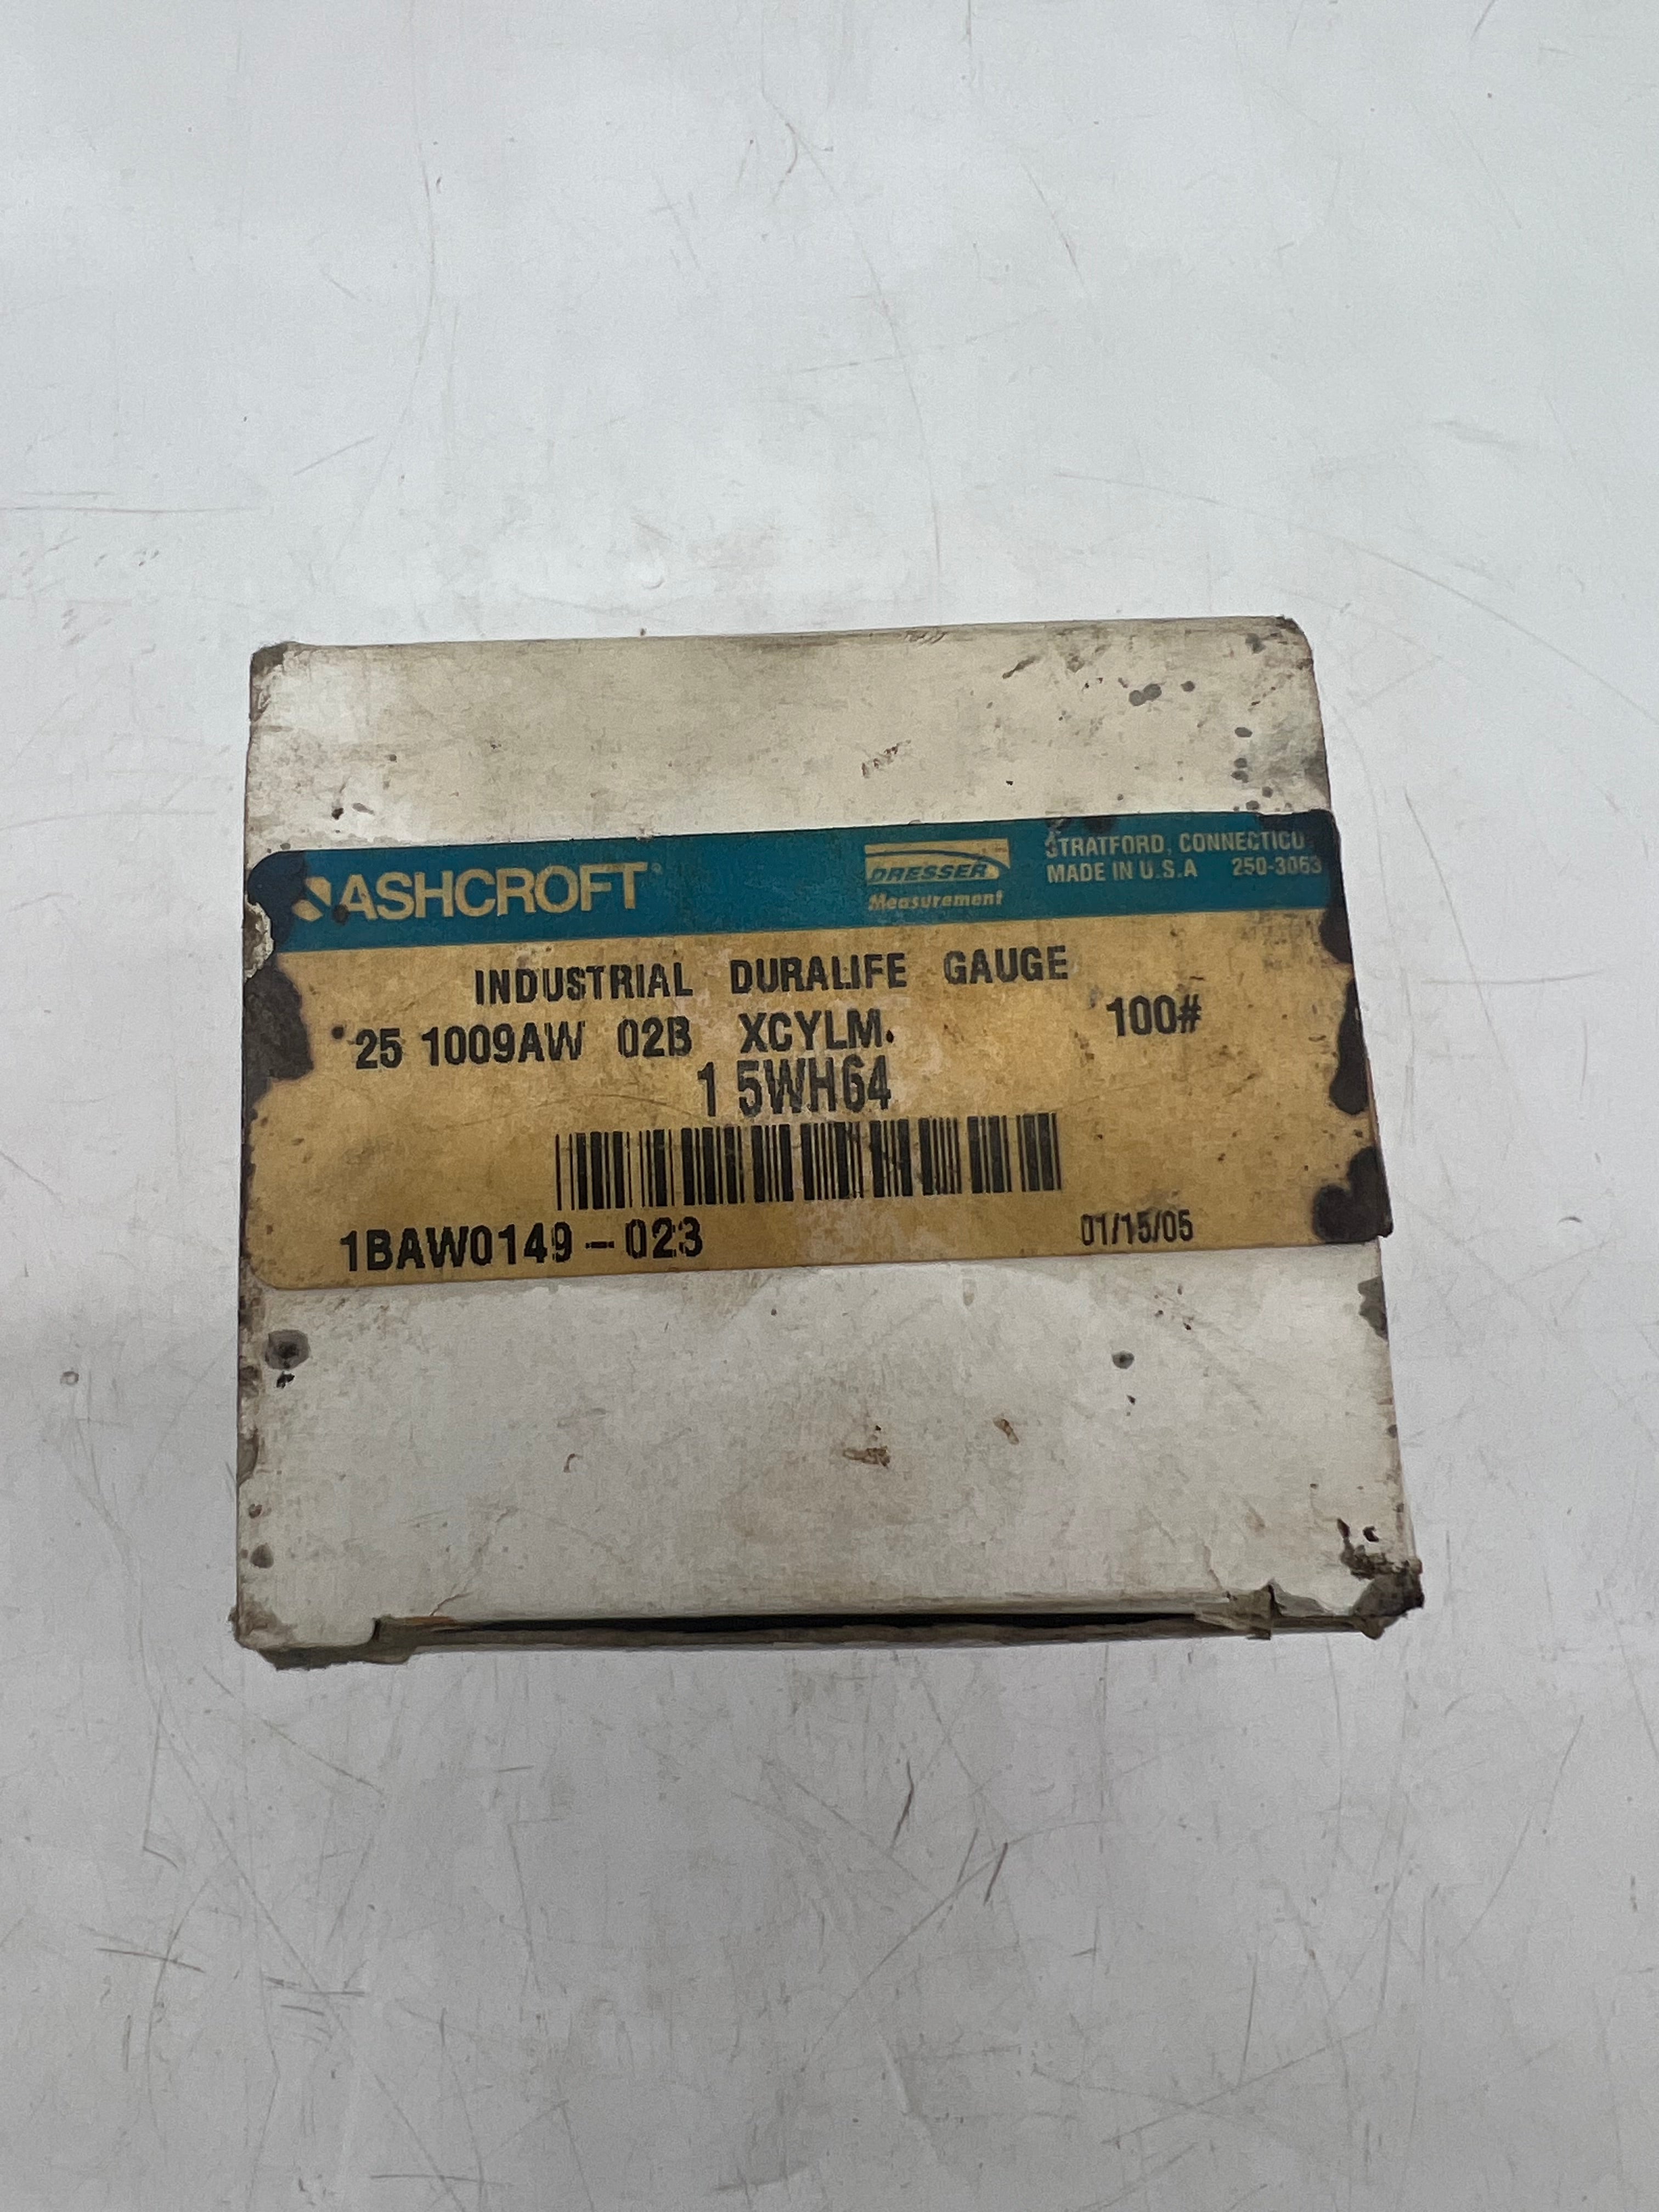 ASHCROFT
DRESSER
Measurement
STRATFORD, CONNECTICU
MADE IN U.S.A 250-3063
INDUSTRIAL DURALIFE GAUGE
25 1009AW 02B XCYLM. 100#
1 5WH64
1BAW0149-023 01/15/05